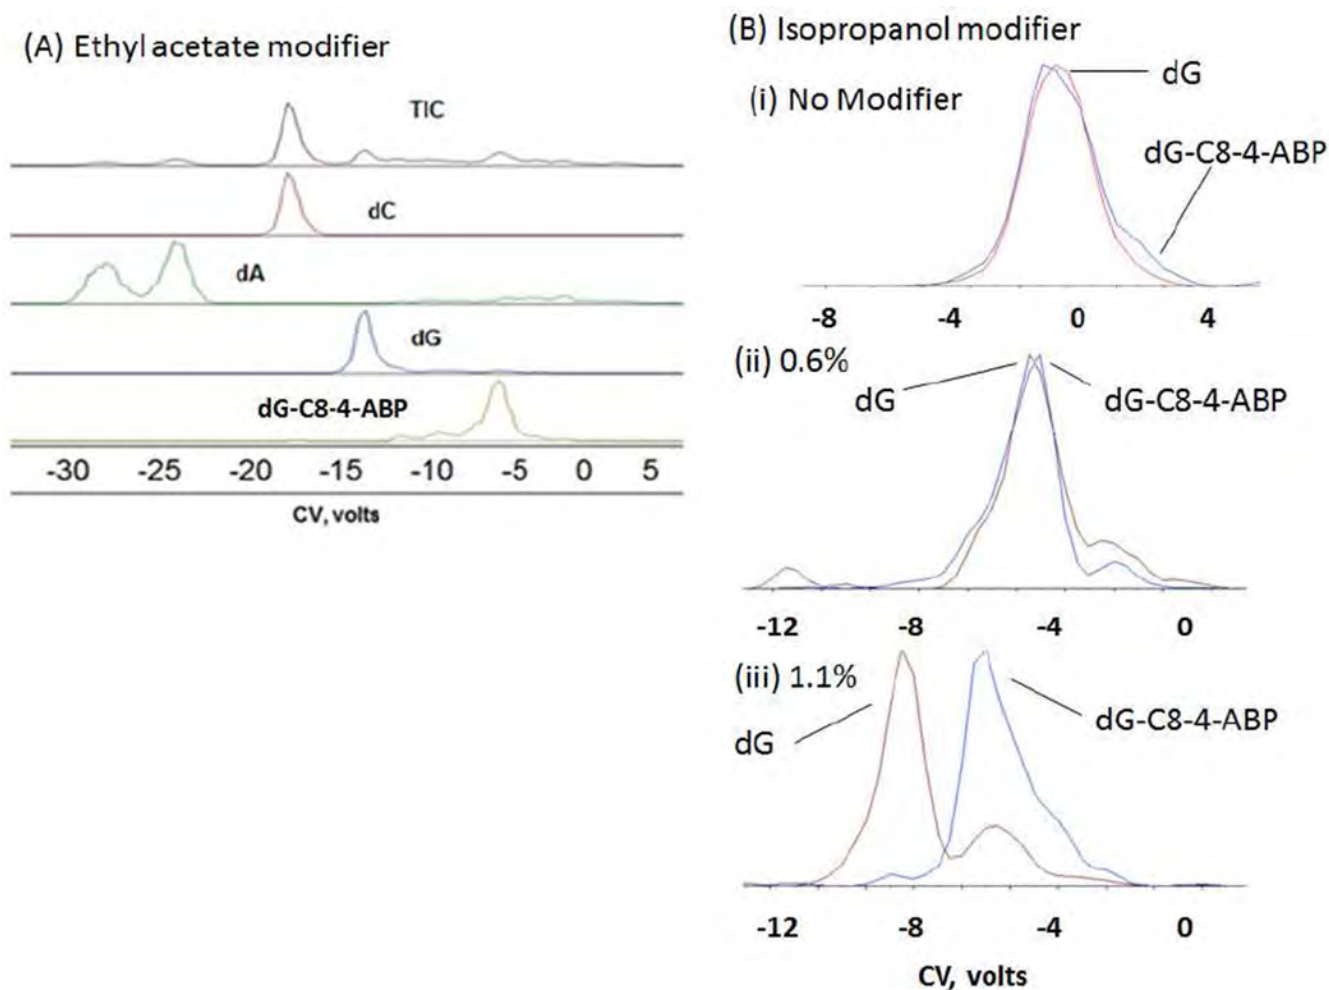 (A) Ethyl acetate modifier
TIC
dC
dA
dG
dG-C8-4-ABP
-30 -25 -20 -15 -10 -5 0 5
CV, volts
(B) Isopropanol modifier
(i) No Modifier
dG
dG-C8-4-ABP
-8 -4 0 4
(ii) 0.6%
dG
dG-C8-4-ABP
-12 -8 -4 0
(iii) 1.1%
dG
dG-C8-4-ABP
-12 -8 -4 0
CV, volts